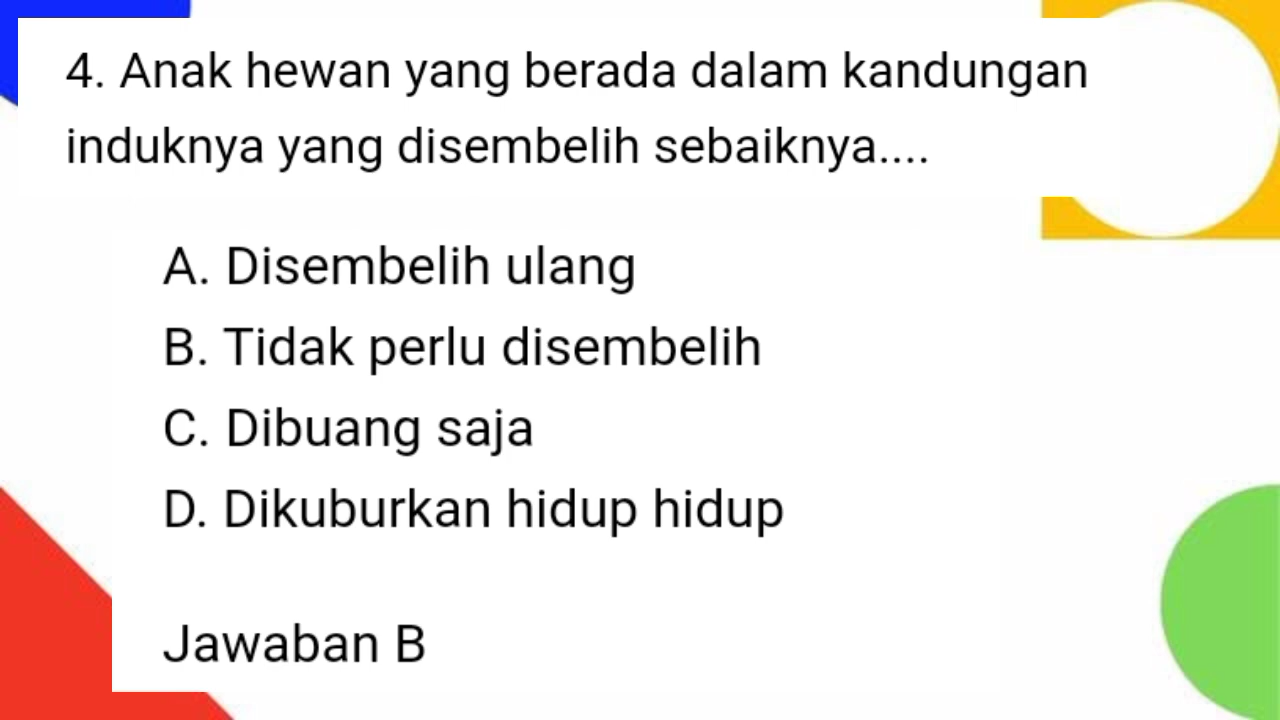 4. Anak hewan yang berada dalam kandungan
induknya yang disembelih sebaiknya....
A. Disembelih ulang
B. Tidak perlu disembelih
C. Dibuang saja
D. Dikuburkan hidup hidup
Jawaban B